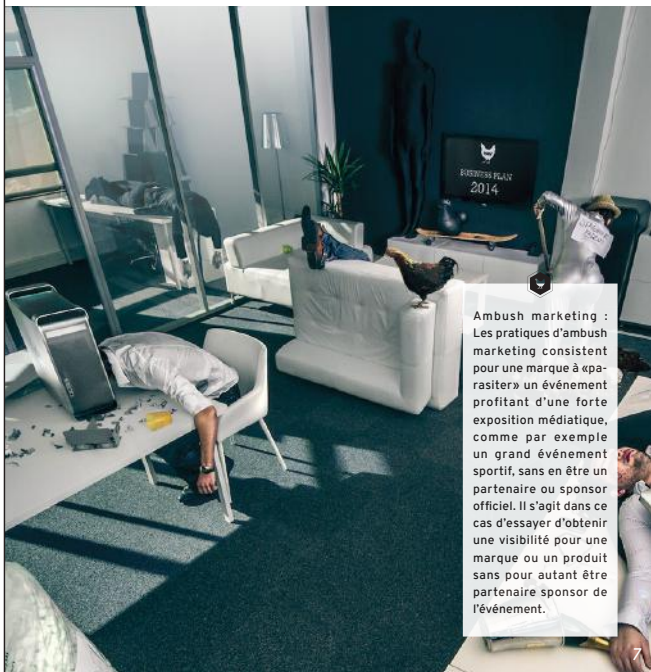 BUSINESS PLAN
2014
Ambush marketing :
Les pratiques d'ambush
marketing consistent
pour une marque à «pa-
rasiter» un événement
profitant d'une forte
exposition médiatique,
comme par exemple
un grand événement
sportif, sans en être un
partenaire ou sponsor
officiel. Il s'agit dans ce
cas d'essayer d'obtenir
une visibilité pour une
marque ou un produit
sans pour autant être
partenaire sponsor de
l'événement.
7